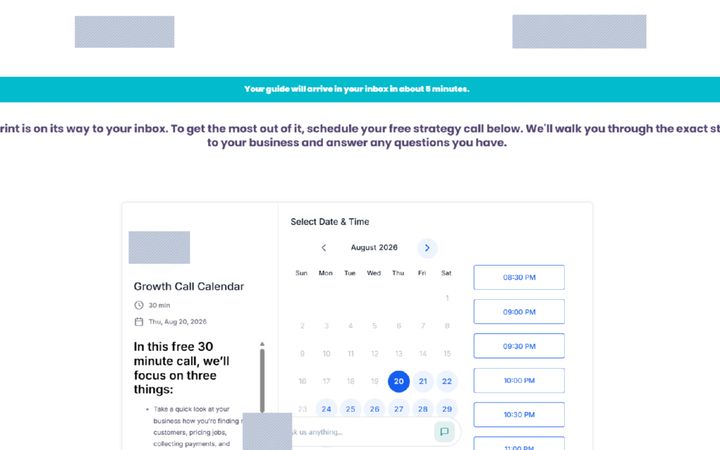 Your guide will arrive in your inbox in about 5 minutes.
is on its way to your inbox. To get the most out of it, schedule your free strategy call below. We'll walk you through the exact
to your business and answer any questions you have.
Growth Call Calendar
30 min
Thu, Aug 20, 2026
In this free 30
minute call, we'll
focus on three
things:
• Take a quick look at your
business how you're finding
customers, pricing jobs,
collecting payments, and
Select Date & Time
August 2026
Sun Mon Tue Wed Thu Fri Sat
1
2 3 4 5 6 7 8
9 10 11 12 13 14 15
16 17 18 19 20 21 22
23 24 25 26 27 28 29
us anything...
08:30 PM
09:00 PM
09:30 PM
10:00 PM
10:30 PM
11:00 PM